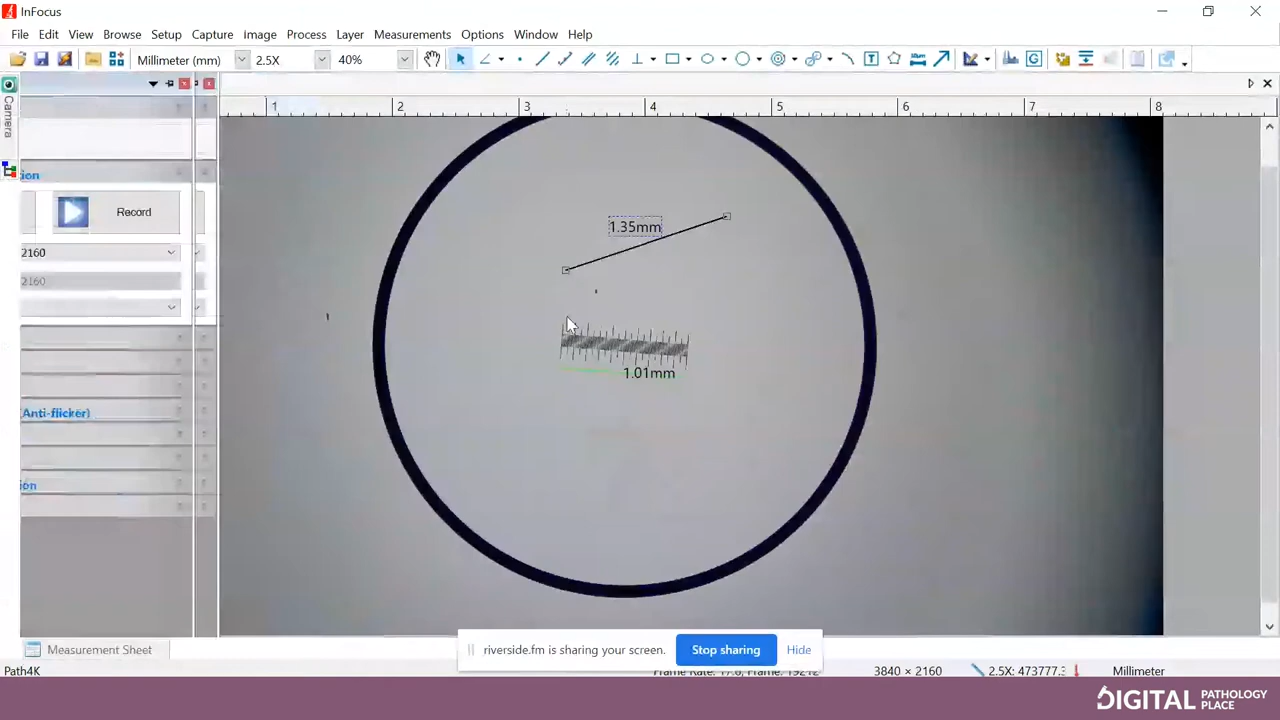 InFocus
File Edit View Browse Setup Capture Image Process Layer Measurements Options Window Help
Millimeter (mm) 2.5X 40%
1 2 3 4 5 6 7 8
Camera
ion
Record
2160
2160
(Anti-flicker)
ion
1.35mm
1.01mm
Measurement Sheet
riverside.fm is sharing your screen. Stop sharing Hide
Path4K 3840 × 2160 2.5X: 473777. Millimeter
DIGITAL PATHOLOGY PLACE